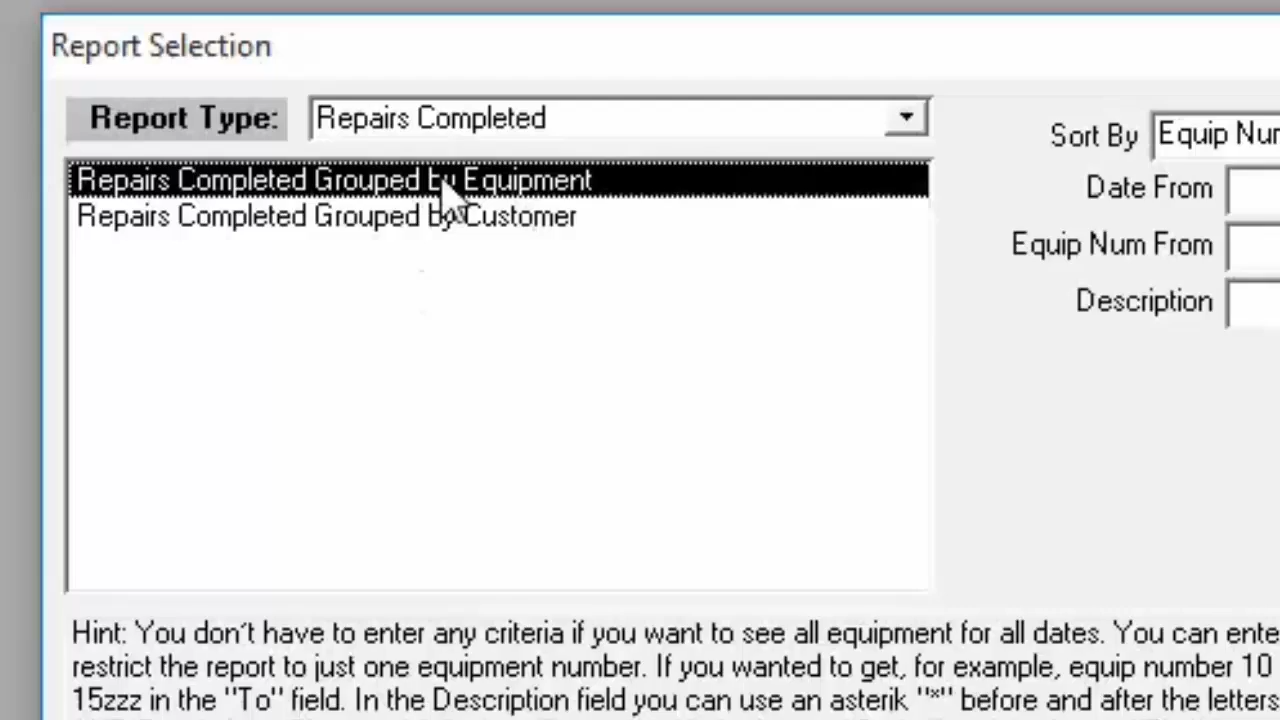 Report Selection
Report Type: Repairs Completed
Sort By Equip Num
Repairs Completed Grouped by Equipment
Date From
Repairs Completed Grouped by Customer
Equip Num From
Description
Hint: You don't have to enter any criteria if you want to see all equipment for all dates. You can ente
restrict the report to just one equipment number. If you wanted to get, for example, equip number 10
15zzz in the "To" field. In the Description field you can use an asterik "*" before and after the letters